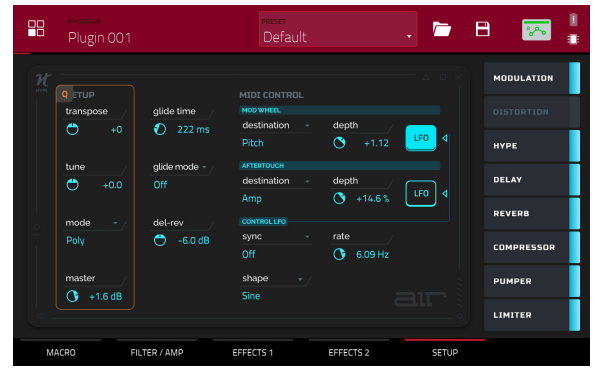 PROGRAM
Plugin 001
PRESET
Default
Q
SETUP
MIDI CONTROL
MOD WHEEL
transpose
glide time
destination
depth
LFO
+0
222 ms
Pitch
+1.12
AFTERTOUCH
tune
glide mode
destination
depth
LFO
+0.0
Off
Amp
+14.6 %
CONTROL LFO
mode
del-rev
sync
rate
Poly
-6.0 dB
Off
6.09 Hz
master
shape
+1.6 dB
Sine
air
MODULATION
DISTORTION
HYPE
DELAY
REVERB
COMPRESSOR
PUMPER
LIMITER
MACRO
FILTER / AMP
EFFECTS 1
EFFECTS 2
SETUP